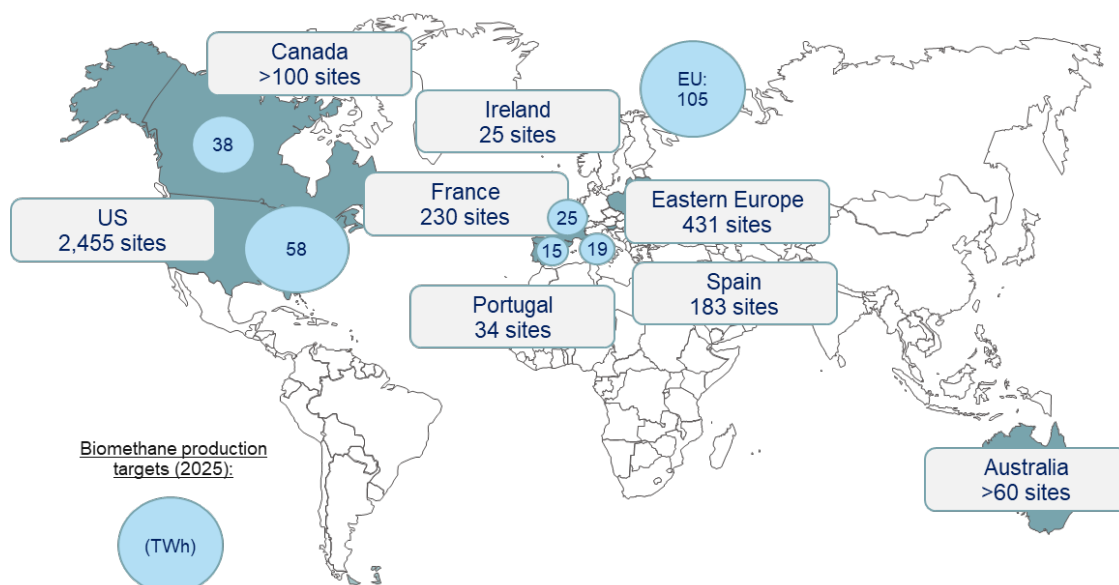 Canada
>100 sites
EU:
105
Ireland
25 sites
38
France
230 sites
25
Eastern Europe
431 sites
US
2,455 sites
58
15
19
Spain
183 sites
Portugal
34 sites
Biomethane production
targets (2025):
Australia
>60 sites
(TWh)